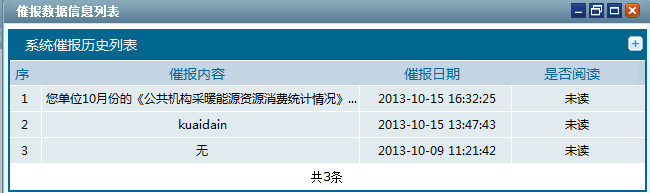 催报数据信息列表
系统催报历史列表
序 催报内容 催报日期 是否阅读
1 您单位10月份的《公共机构采暖能源资源消费统计情况》... 2013-10-15 16:32:25 未读
2 kuaidain 2013-10-15 13:47:43 未读
3 无 2013-10-09 11:21:42 未读
共3条